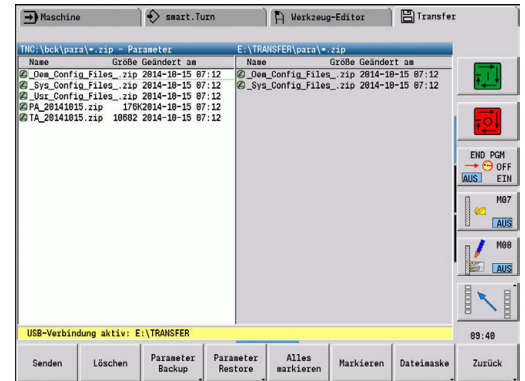 Maschine smart.Turn Werkzeug-Editor Transfer
TNC:\bck\para\*.zip - Parameter
Name Größe Geändert am
_Oem_Config_Files_.zip 2014-10-15 07:12
_Sys_Config_Files_.zip 2014-10-15 07:12
_Usr_Config_Files_.zip 2014-10-15 07:12
PA_20141015.zip 176K2014-10-15 07:12
TA_20141015.zip 10602 2014-10-15 07:12
E:\TRANSFER\para\*.zip
Name Größe Geändert am
_Oem_Config_Files_.zip 2014-10-15 07:12
_Sys_Config_Files_.zip 2014-10-15 07:12
END PGM
OFF
AUS EIN
M07
AUS
M08
AUS
USB-Verbindung aktiv: E:\TRANSFER
09:40
Senden
Löschen
Parameter
Backup
Parameter
Restore
Alles
markieren
Markieren
Dateimaske
Zurück